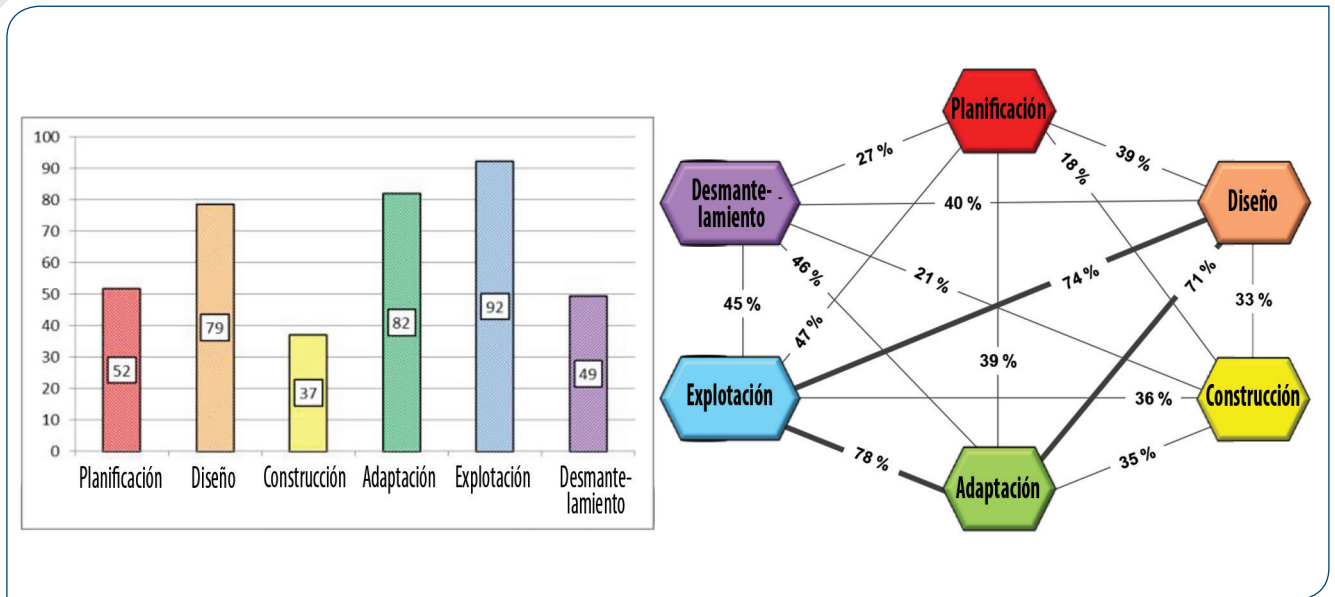 100
90
80
70
60
50
40
30
20
10
0
52
79
37
82
92
49
Planificación
Diseño
Construcción
Adaptación
Explotación
Desmante-
lamiento
Planificación
27 %
39 %
18 %
Desmante-
lamiento
40 %
Diseño
46 %
21 %
74 %
71 %
45 %
33 %
47 %
39 %
Explotación
36 %
Construcción
78 %
35 %
Adaptación